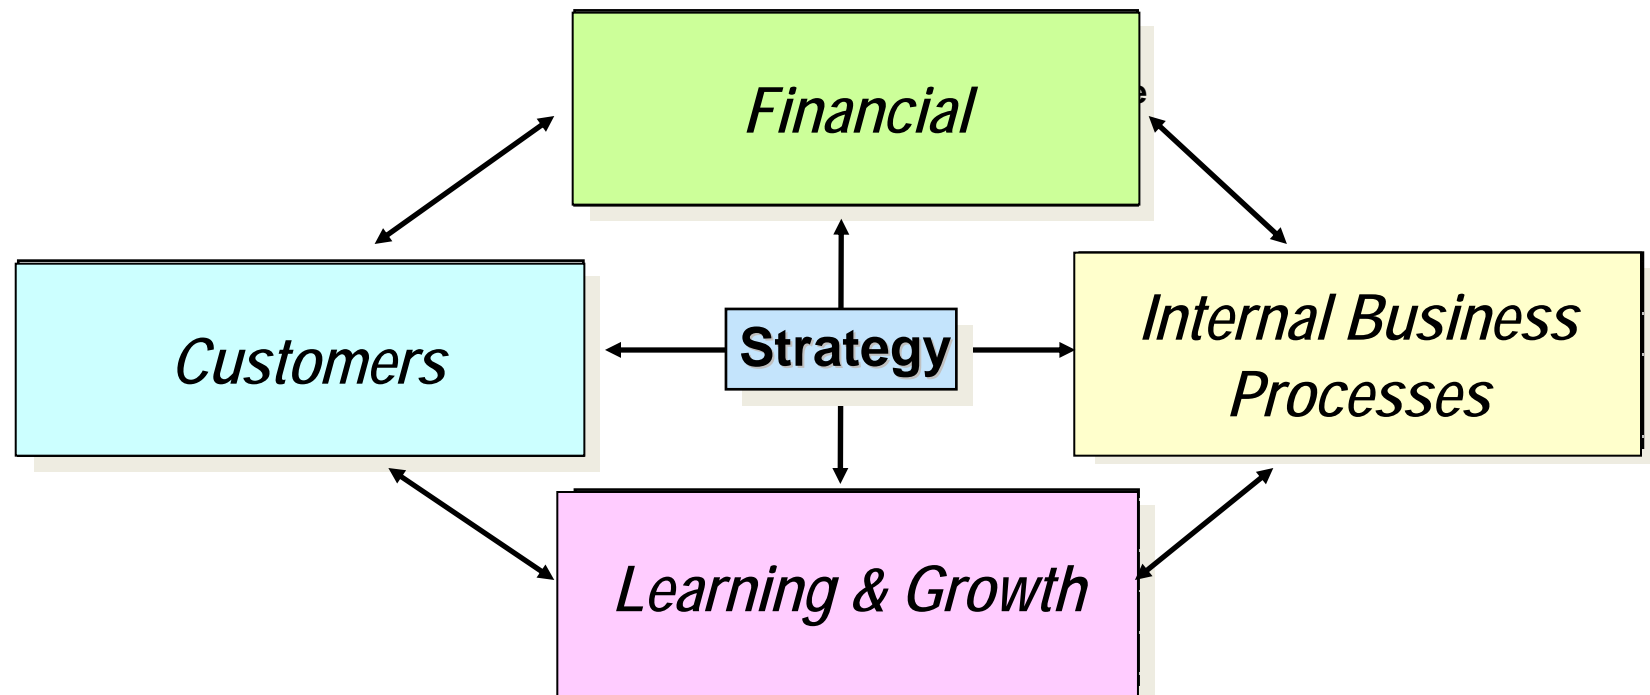 Financial
Customers
Strategy
Internal Business
Processes
Learning & Growth